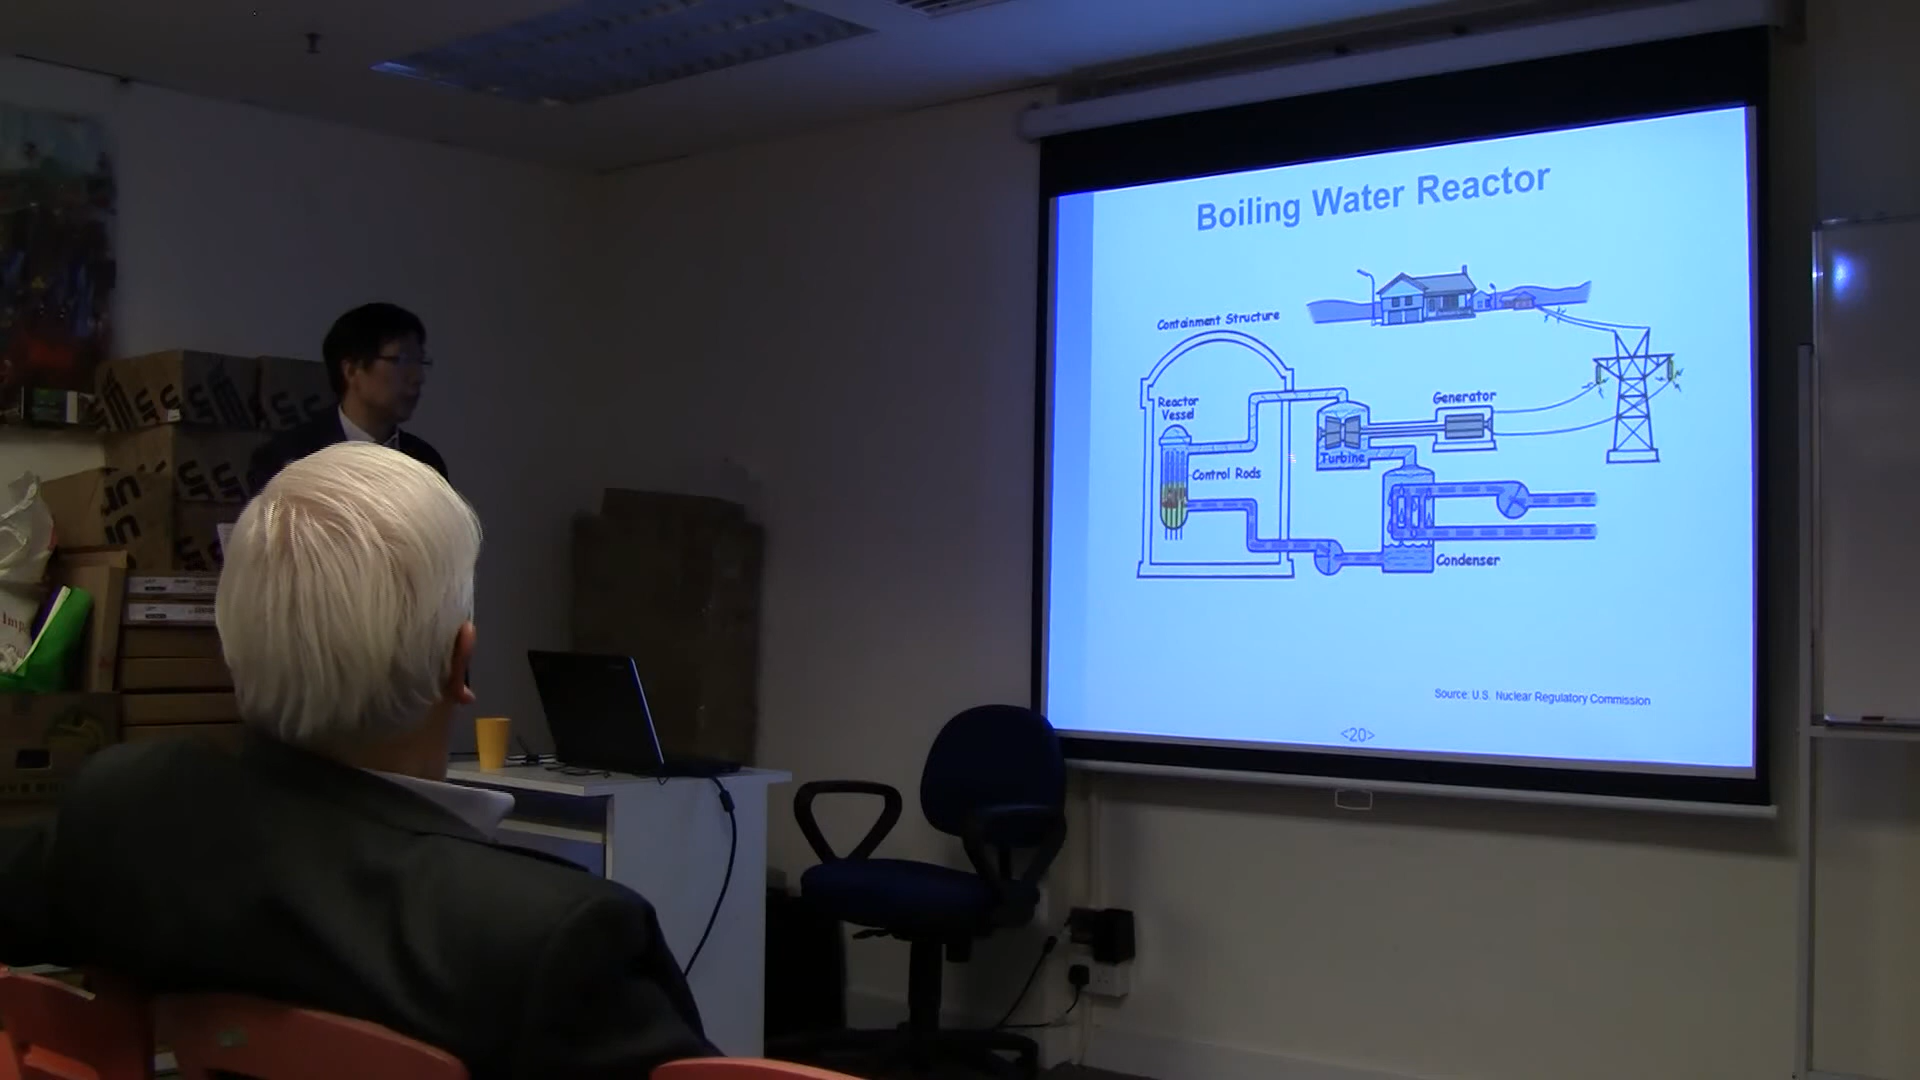 Boiling Water Reactor
Containment Structure
Reactor
Vessel
Generator
Turbine
Control Rods
Condenser
Source: U.S. Nuclear Regulatory Commission
<20>